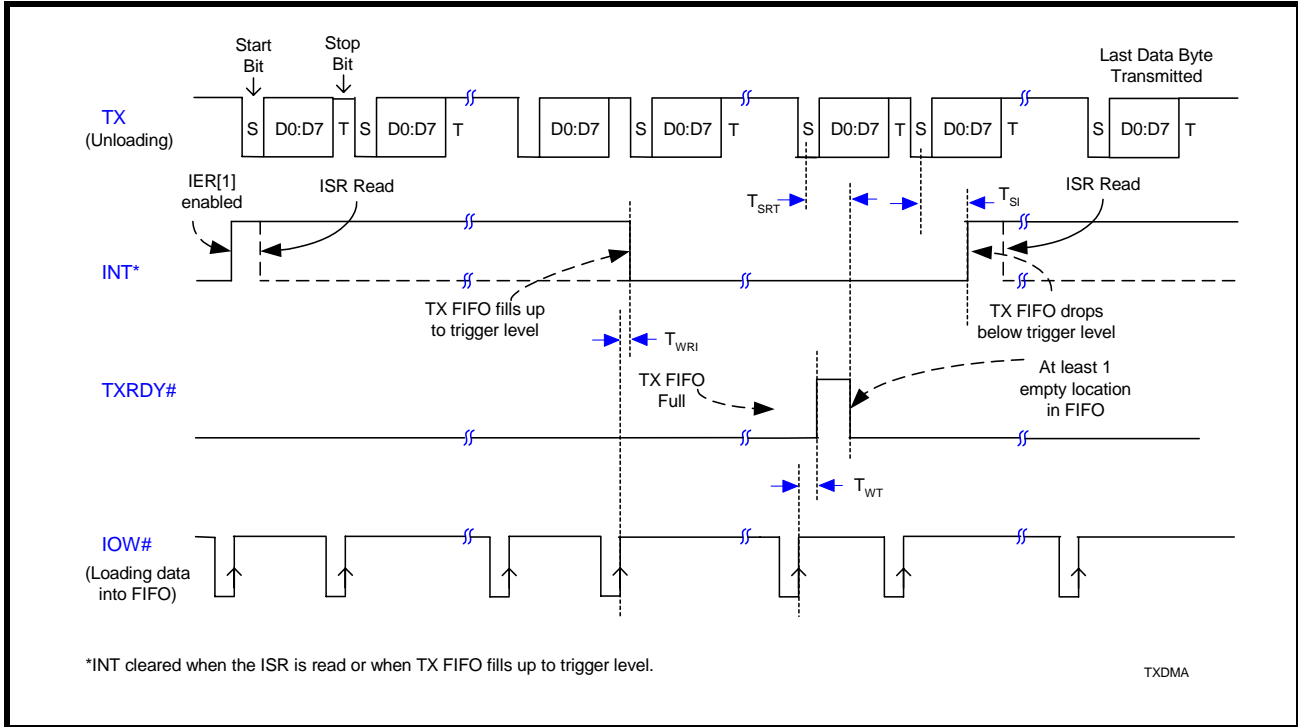 Start
Bit
Stop
Bit
Last Data Byte
Transmitted
TX
(Unloading)
S D0:D7 T S D0:D7 T D0:D7 S D0:D7 T S D0:D7 T S D0:D7 T S D0:D7 T
IER[1]
enabled
ISR Read
TSRT
TSI
ISR Read
INT*
TX FIFO fills up
to trigger level
TX FIFO drops
below trigger level
TWRI
TXRDY#
TX FIFO
Full
At least 1
empty location
in FIFO
TWT
IOW#
(Loading data
into FIFO)
*INT cleared when the ISR is read or when TX FIFO fills up to trigger level.
TXDMA